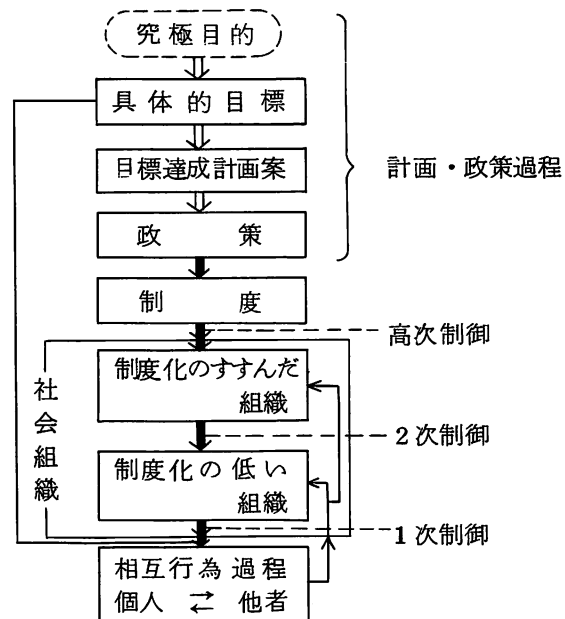 究極目的
具体的目標
目標達成計画案
計画・政策過程
政策
制度
高次制御
制度化のすすんだ
組織
社会組織
2次制御
制度化の低い
組織
1次制御
相互行為過程
個人 ⇄ 他者